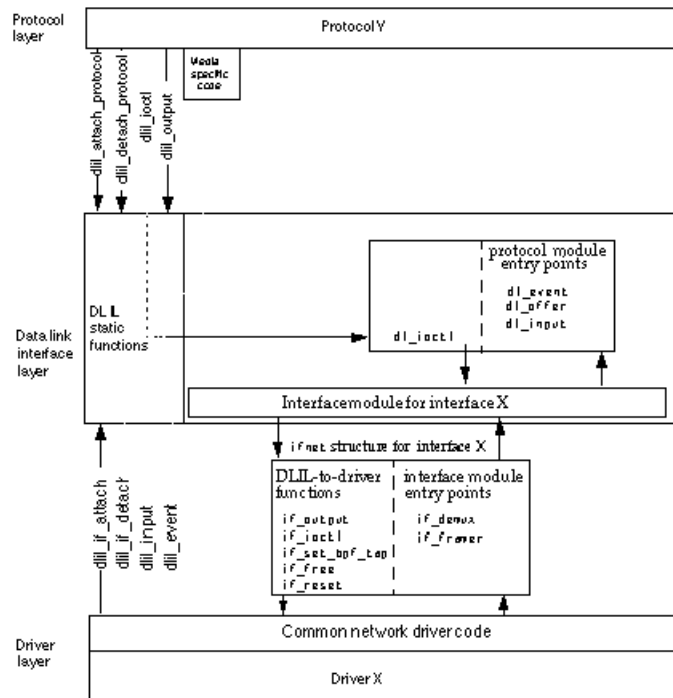 Protocol
layer
Protocol Y
Media
specific
code
dlil_attach_protocol
dlil_detach_protocol
dlil_ioctl
dlil_output
protocol module
entry points
dl_event
dl_offer
dl_input
DLIL
static
functions
dl_ioctl
Data link
interface
layer
Interface module for interface X
ifnet structure for interface X
DLIL-to-driver
functions
if_output
if_ioctl
if_set_bpf_tap
if_free
if_reset
interface module
entry points
if_demux
if_framer
dlil_if_attach
dlil_if_detach
dlil_input
dlil_event
Common network driver code
Driver
layer
Driver X